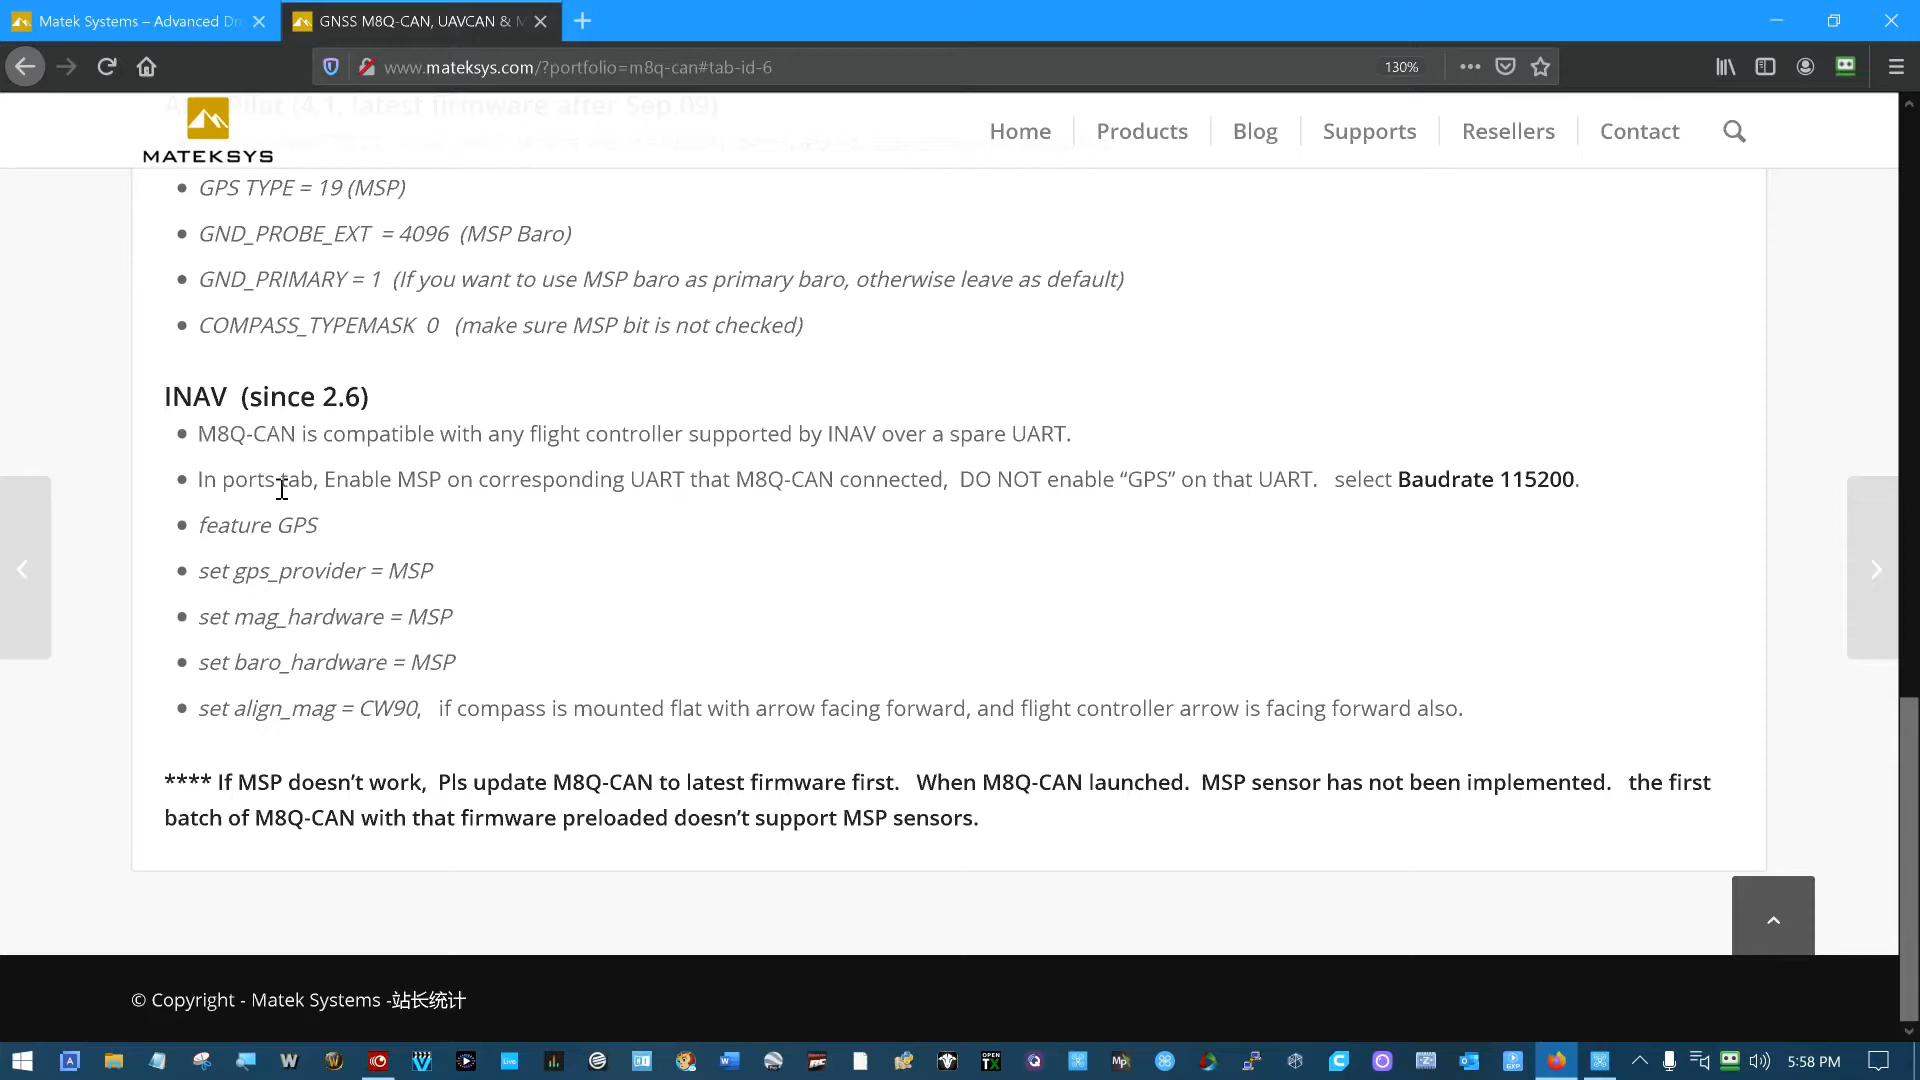 Matek Systems – Advanced Dr
GNSS M8Q-CAN, UAVCAN & M
www.mateksys.com/?portfolio=m8q-can#tab-id-6
130%
Pilot (4.1, latest firmware after Sep.09)
MATEKSYS
Home
Products
Blog
Supports
Resellers
Contact
GPS TYPE = 19 (MSP)
GND_PROBE_EXT = 4096 (MSP Baro)
GND_PRIMARY = 1 (If you want to use MSP baro as primary baro, otherwise leave as default)
COMPASS_TYPEMASK 0 (make sure MSP bit is not checked)
INAV (since 2.6)
M8Q-CAN is compatible with any flight controller supported by INAV over a spare UART.
In ports tab, Enable MSP on corresponding UART that M8Q-CAN connected, DO NOT enable “GPS” on that UART. select Baudrate 115200.
feature GPS
set gps_provider = MSP
set mag_hardware = MSP
set baro_hardware = MSP
set align_mag = CW90, if compass is mounted flat with arrow facing forward, and flight controller arrow is facing forward also.
**** If MSP doesn’t work, Pls update M8Q-CAN to latest firmware first. When M8Q-CAN launched. MSP sensor has not been implemented. the first
batch of M8Q-CAN with that firmware preloaded doesn’t support MSP sensors.
© Copyright - Matek Systems -站长统计
5:58 PM